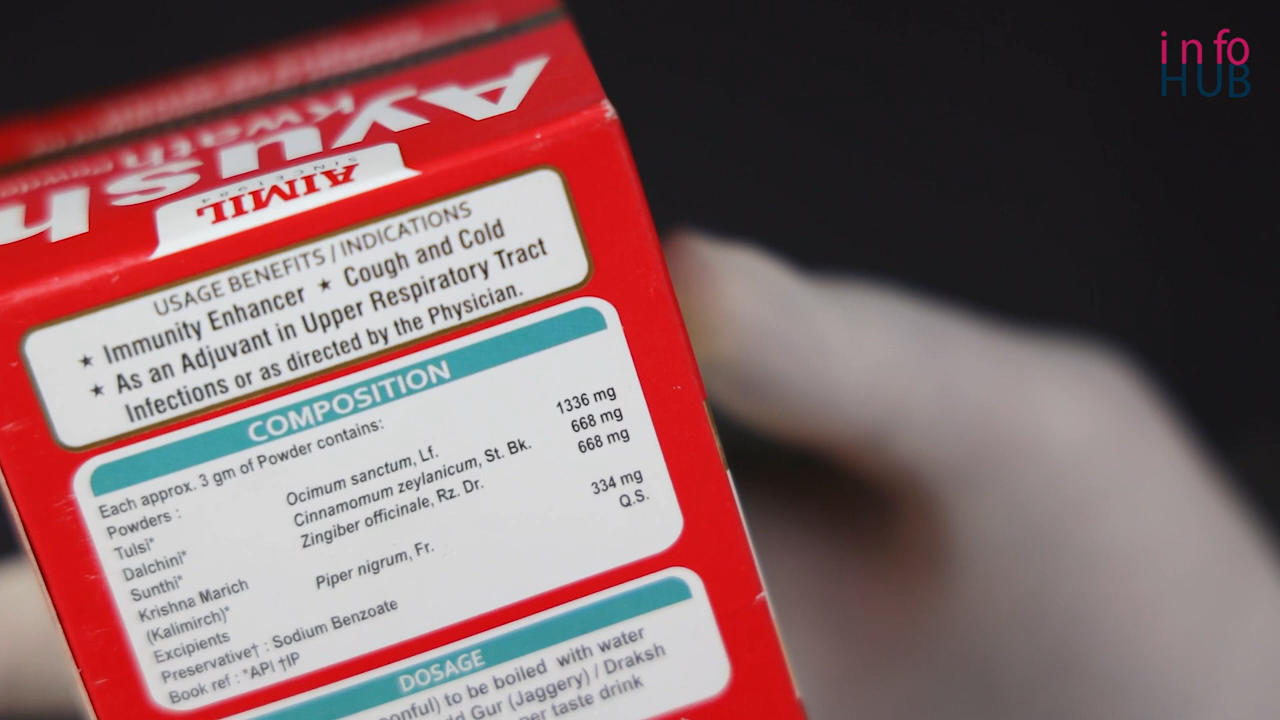 info
HUB
Ayush
Kwath
AIMIL
SINCE 1984
USAGE BENEFITS / INDICATIONS
★ Immunity Enhancer ★ Cough and Cold
★ As an Adjuvant in Upper Respiratory Tract
Infections or as directed by the Physician.
COMPOSITION
Each approx. 3 gm of Powder contains:
Powders :
Tulsi* Ocimum sanctum, Lf. 1336 mg
Dalchini* Cinnamomum zeylanicum, St. Bk. 668 mg
Sunthi* Zingiber officinale, Rz. Dr. 668 mg
Krishna Marich
(Kalimirch)* Piper nigrum, Fr. 334 mg
Excipients Q.S.
Preservative† : Sodium Benzoate
Book ref : *API †IP
DOSAGE
to be boiled with water
Gur (Jaggery) / Draksh
per taste drink